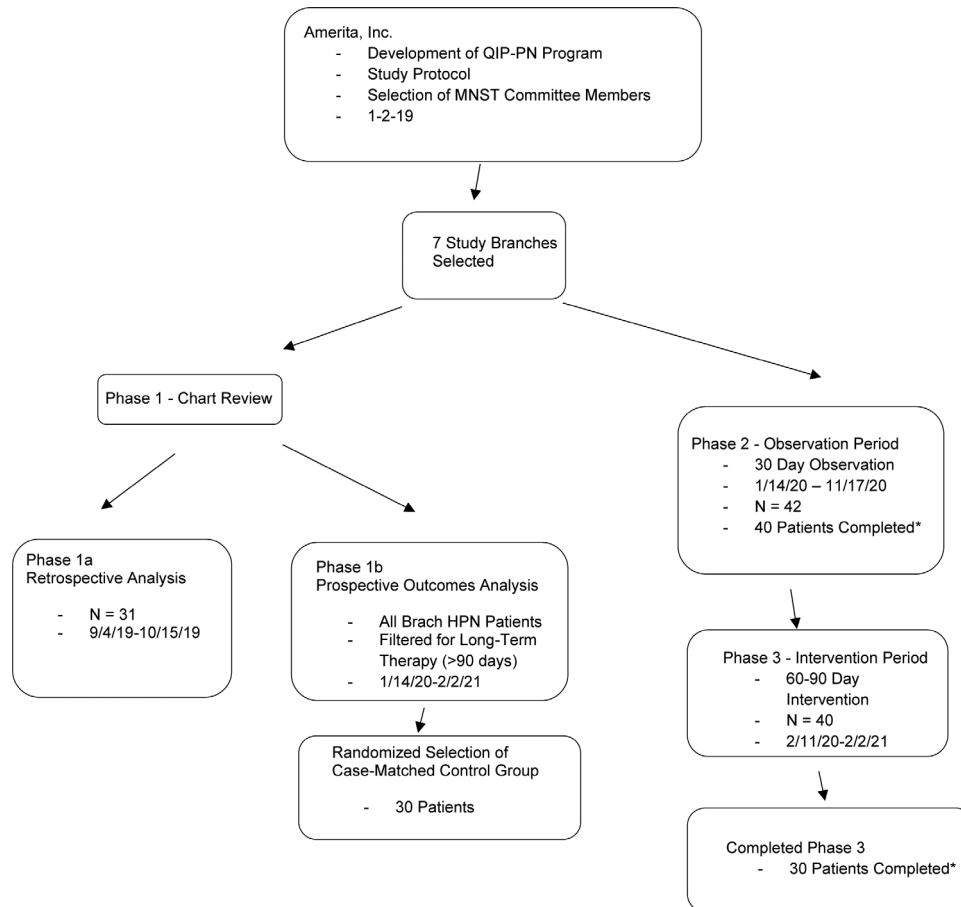 Amerita, Inc.
- Development of QIP-PN Program
- Study Protocol
- Selection of MNST Committee Members
- 1-2-19
7 Study Branches
Selected
Phase 1 - Chart Review
Phase 1a
Retrospective Analysis
- N = 31
- 9/4/19-10/15/19
Phase 1b
Prospective Outcomes Analysis
- All Brach HPN Patients
- Filtered for Long-Term
Therapy (>90 days)
- 1/14/20-2/2/21
Randomized Selection of
Case-Matched Control Group
- 30 Patients
Phase 2 - Observation Period
- 30 Day Observation
- 1/14/20 – 11/17/20
- N = 42
- 40 Patients Completed*
Phase 3 - Intervention Period
- 60-90 Day
Intervention
- N = 40
- 2/11/20-2/2/21
Completed Phase 3
- 30 Patients Completed*